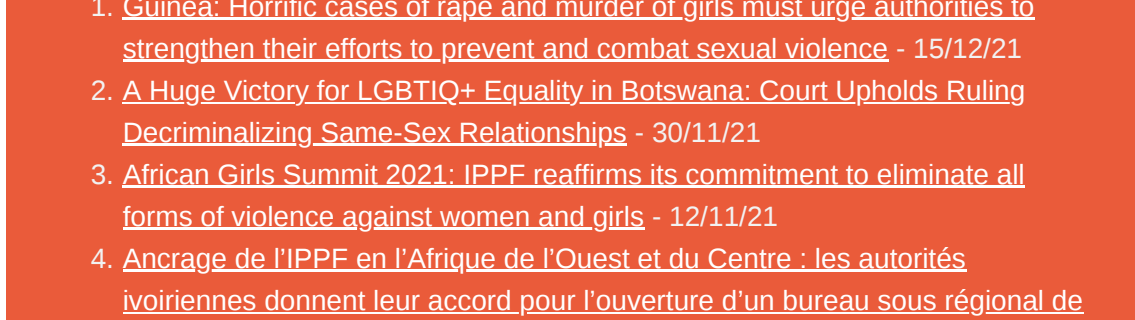 1. Guinea: Horrific cases of rape and murder of girls must urge authorities to
strengthen their efforts to prevent and combat sexual violence - 15/12/21
2. A Huge Victory for LGBTIQ+ Equality in Botswana: Court Upholds Ruling
Decriminalizing Same-Sex Relationships - 30/11/21
3. African Girls Summit 2021: IPPF reaffirms its commitment to eliminate all
forms of violence against women and girls - 12/11/21
4. Ancrage de l’IPPF en l’Afrique de l’Ouest et du Centre : les autorités
ivoiriennes donnent leur accord pour l’ouverture d’un bureau sous régional de